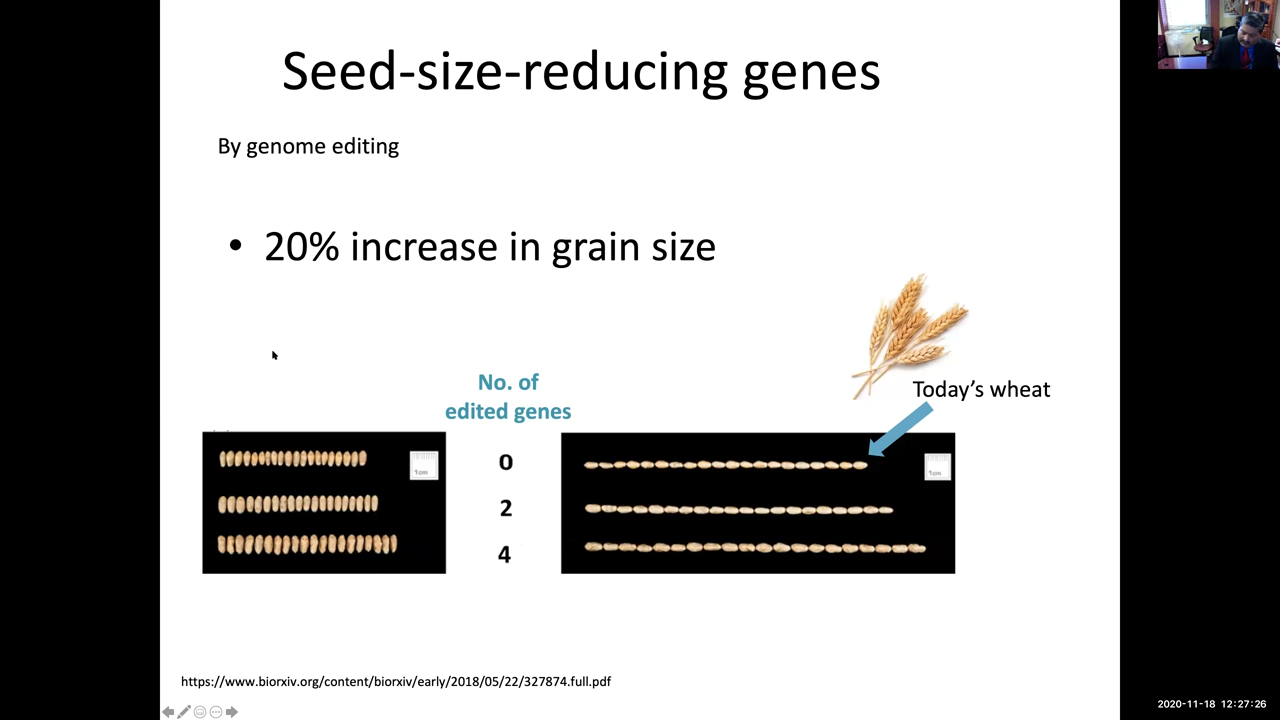 Seed-size-reducing genes
By genome editing
• 20% increase in grain size
Today's wheat
No. of
edited genes
0
2
4
1cm
1cm
https://www.biorxiv.org/content/biorxiv/early/2018/05/22/327874.full.pdf
2020-11-18 12:27:26